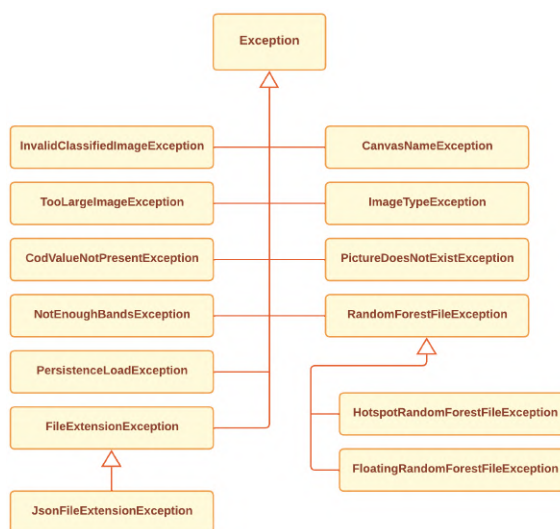 Exception
InvalidClassifiedImageException
CanvasNameException
TooLargeImageException
ImageTypeException
CodValueNotPresentException
PictureDoesNotExistException
NotEnoughBandsException
RandomForestFileException
PersistenceLoadException
HotspotRandomForestFileException
FileExtensionException
FloatingRandomForestFileException
JsonFileExtensionException